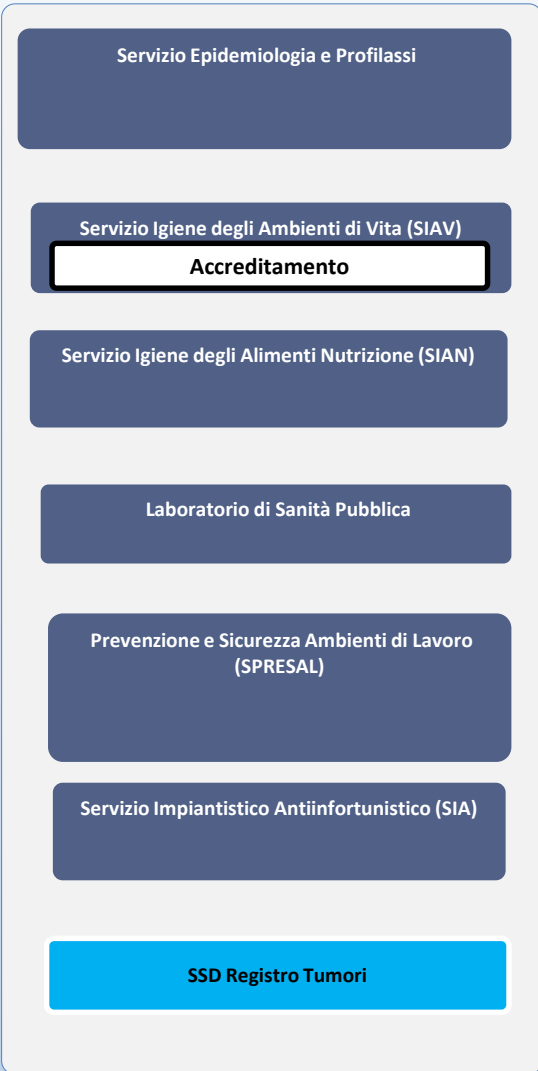 Servizio Epidemiologia e Profilassi
Servizio Igiene degli Ambienti di Vita (SIAV)
Accreditamento
Servizio Igiene degli Alimenti Nutrizione (SIAN)
Laboratorio di Sanità Pubblica
Prevenzione e Sicurezza Ambienti di Lavoro
(SPRESAL)
Servizio Impiantistico Antiinfortunistico (SIA)
SSD Registro Tumori